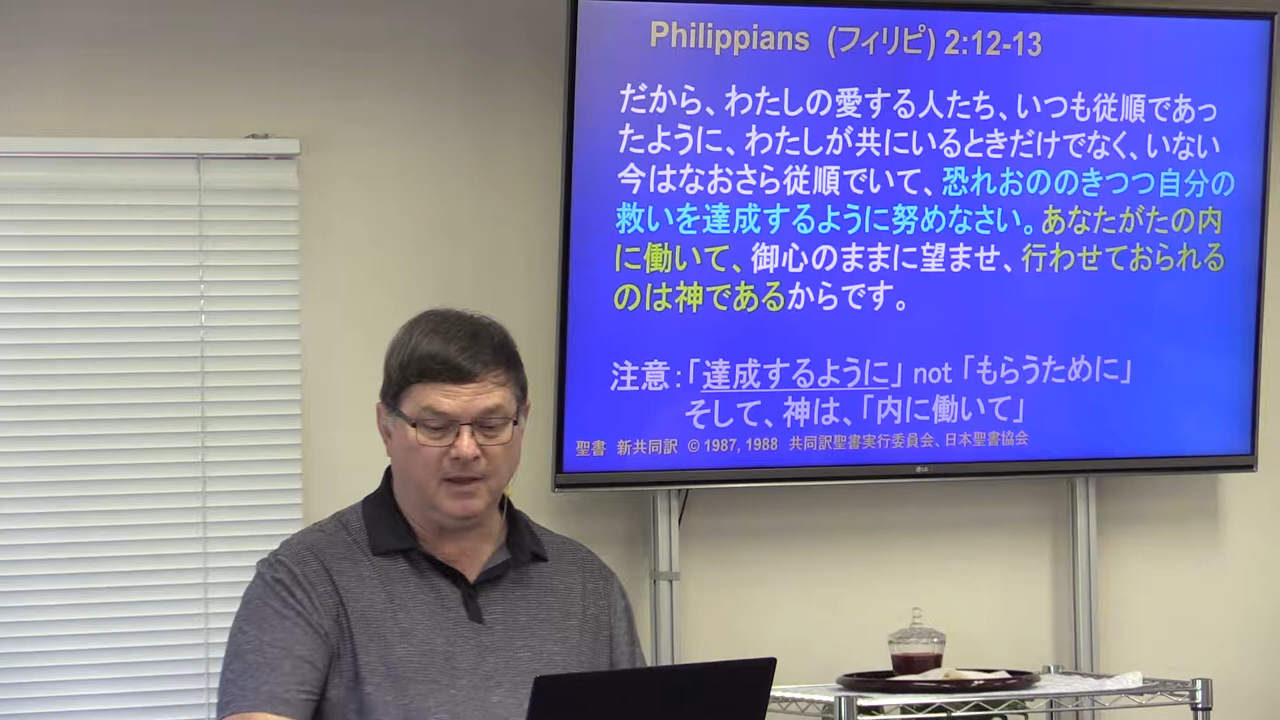 Philippians (フィリピ) 2:12-13
だから、わたしの愛する人たち、いつも従順であっ
たように、わたしが共にいるときだけでなく、いない
今はなおさら従順でいて、恐れおののきつつ自分の
救いを達成するように努めなさい。あなたがたの内
に働いて、御心のままに望ませ、行わせておられる
のは神であるからです。
注意：「達成するように」 not 「もらうために」
そして、神は、「内に働いて」
聖書 新共同訳 © 1987, 1988 共同訳聖書実行委員会、日本聖書協会
LG